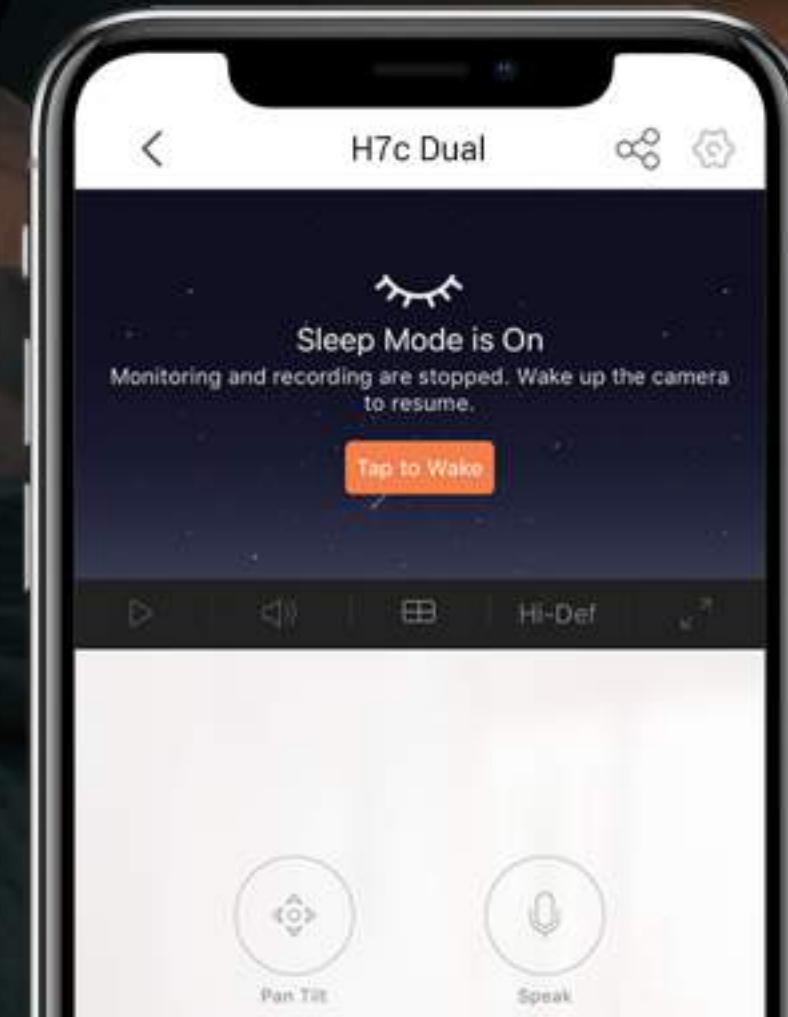 H7c Dual
Sleep Mode is On
Monitoring and recording are stopped. Wake up the camera
to resume.
Tap to Wake
Hi-Def
Pan Tilt
Speak